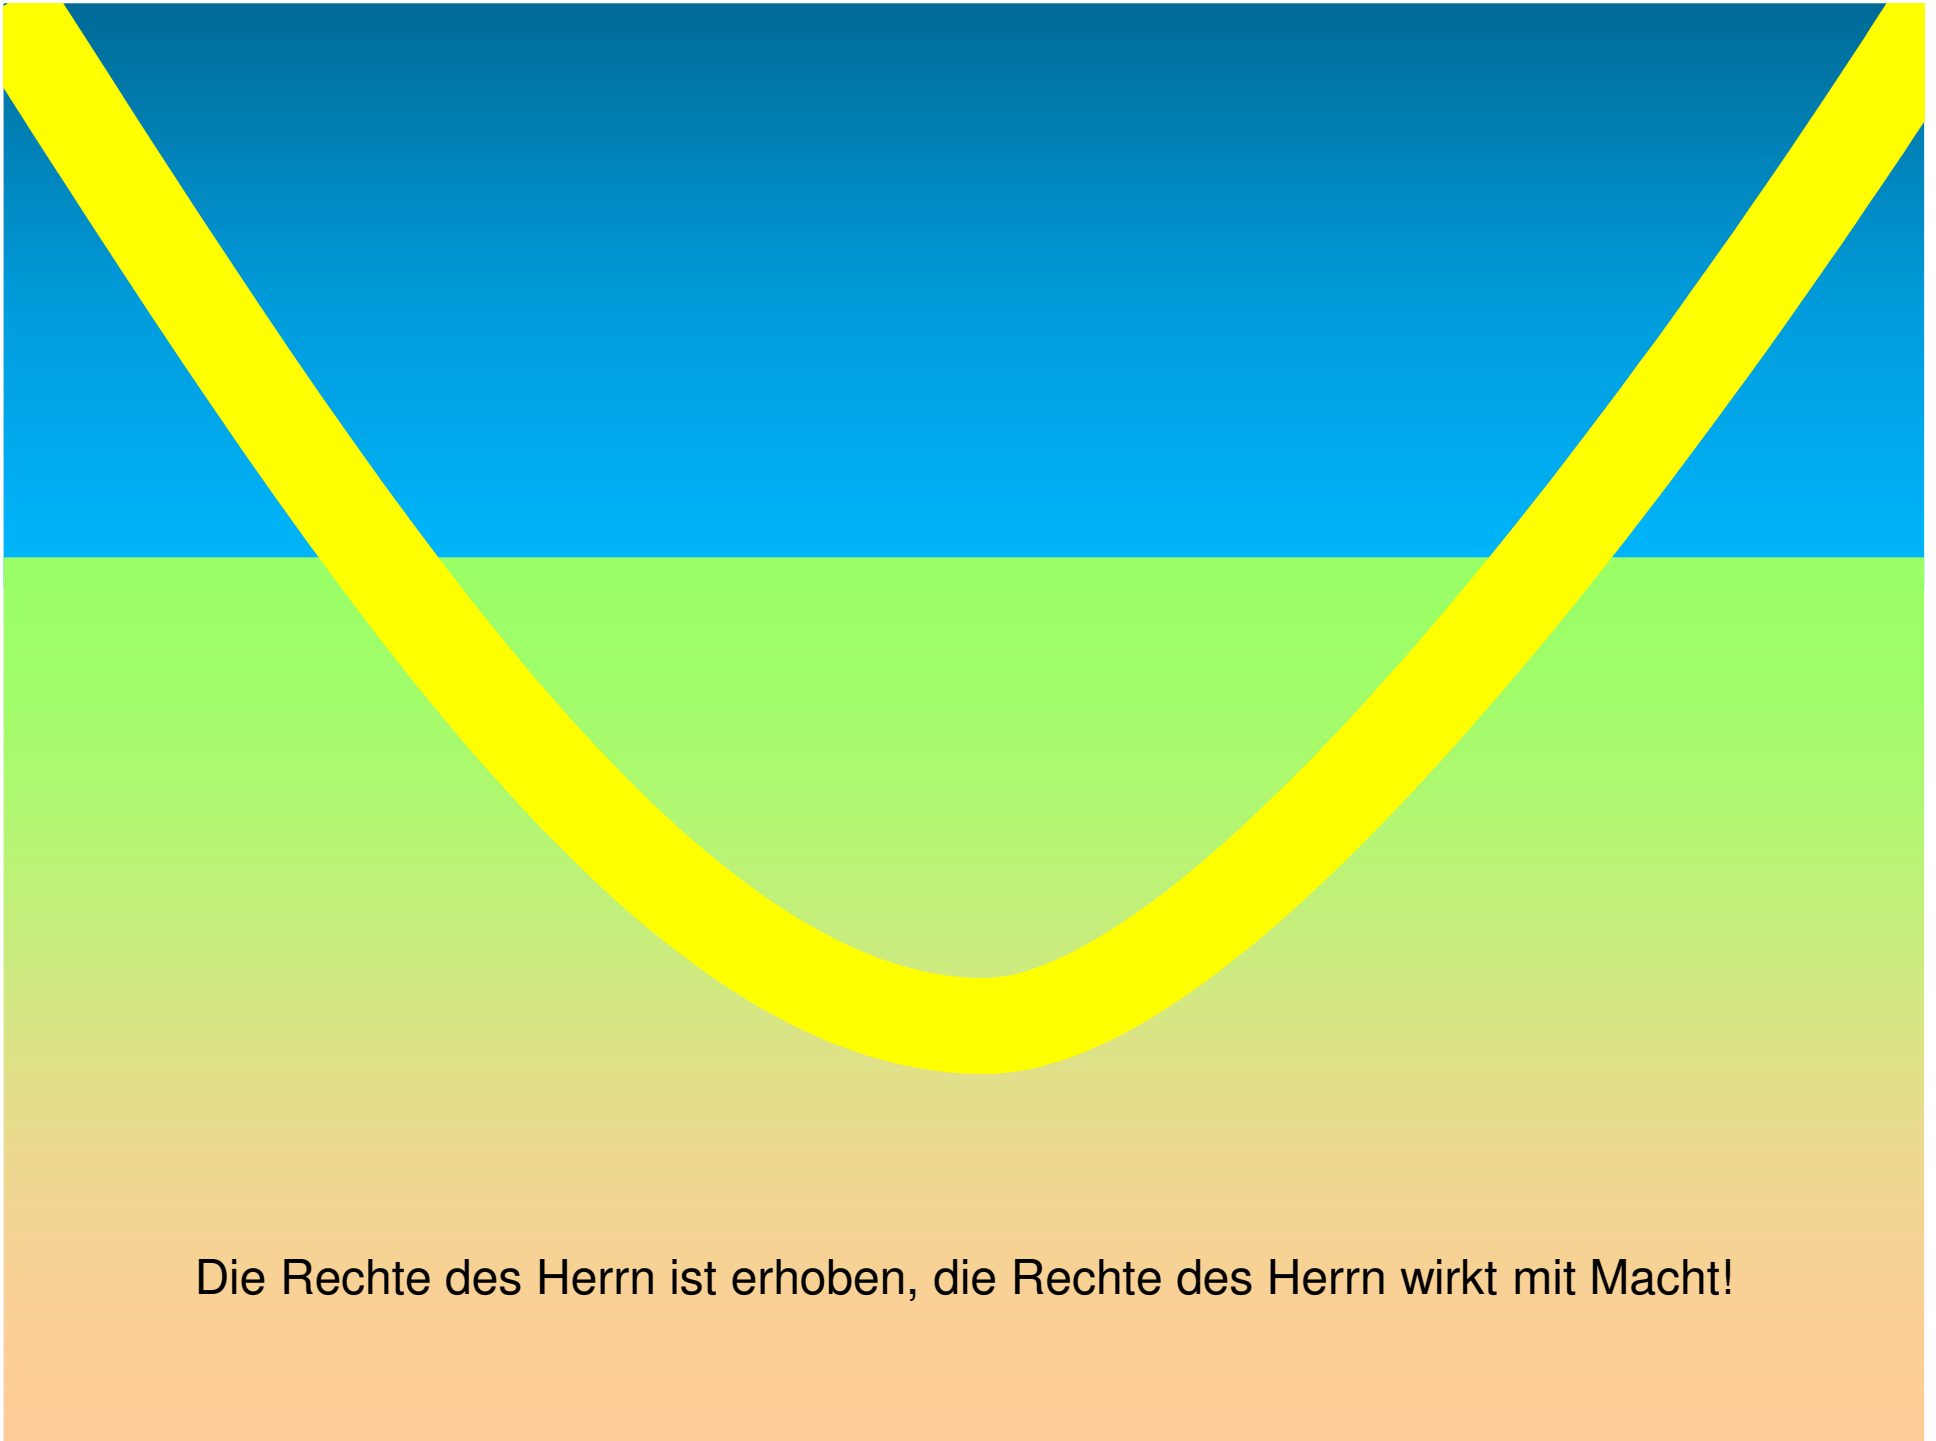 Die Rechte des Herrn ist erhoben, die Rechte des Herrn wirkt mit Macht!